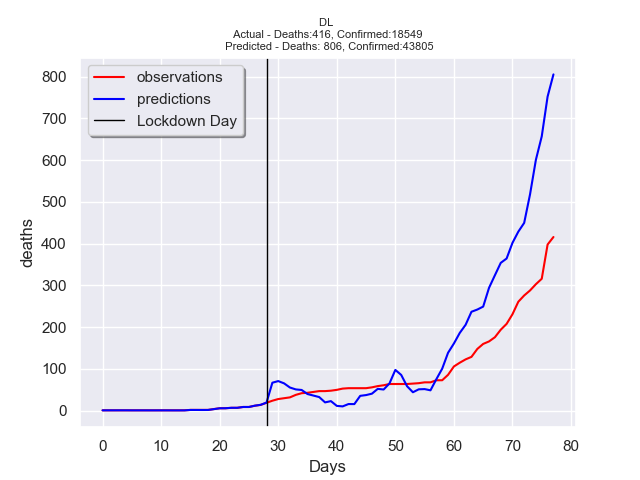 DL
Actual - Deaths:416, Confirmed:18549
Predicted - Deaths: 806, Confirmed:43805
observations
predictions
Lockdown Day
800
700
600
500
400
300
200
100
0
deaths
0 10 20 30 40 50 60 70 80
Days